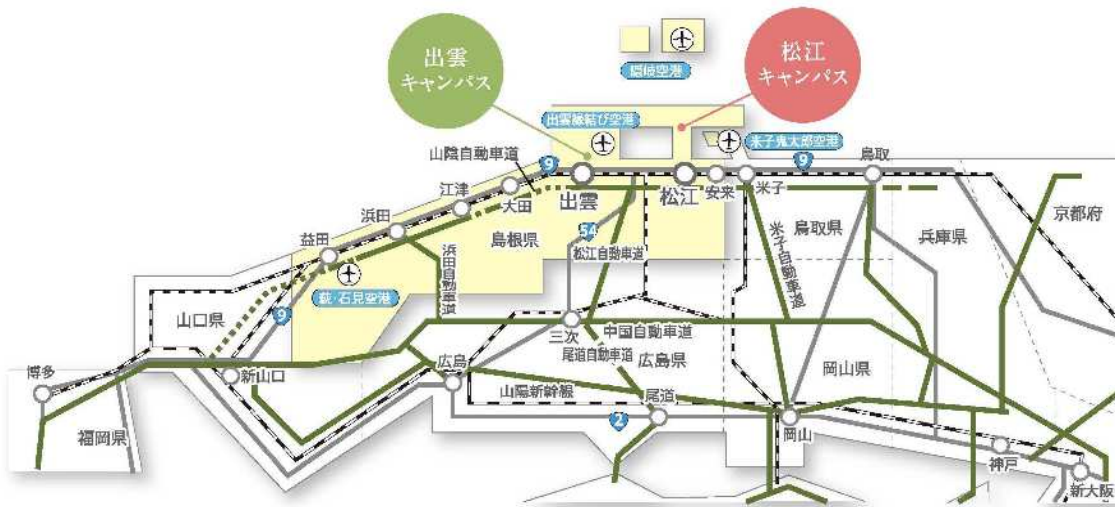 出雲
キャンパス
松江
キャンパス
隠岐空港
出雲縁結び空港
米子鬼太郎空港
山陰自動車道
9
9
鳥取
江津
大田
出雲
松江
安来
米子
浜田
京都府
益田
島根県
54
松江自動車道
鳥取県
兵庫県
浜田自動車道
米子自動車道
萩・石見空港
9
山口県
三次
中国自動車道
尾道自動車道
広島県
岡山県
博多
新山口
広島
山陽新幹線
尾道
2
岡山
福岡県
神戸
新大阪